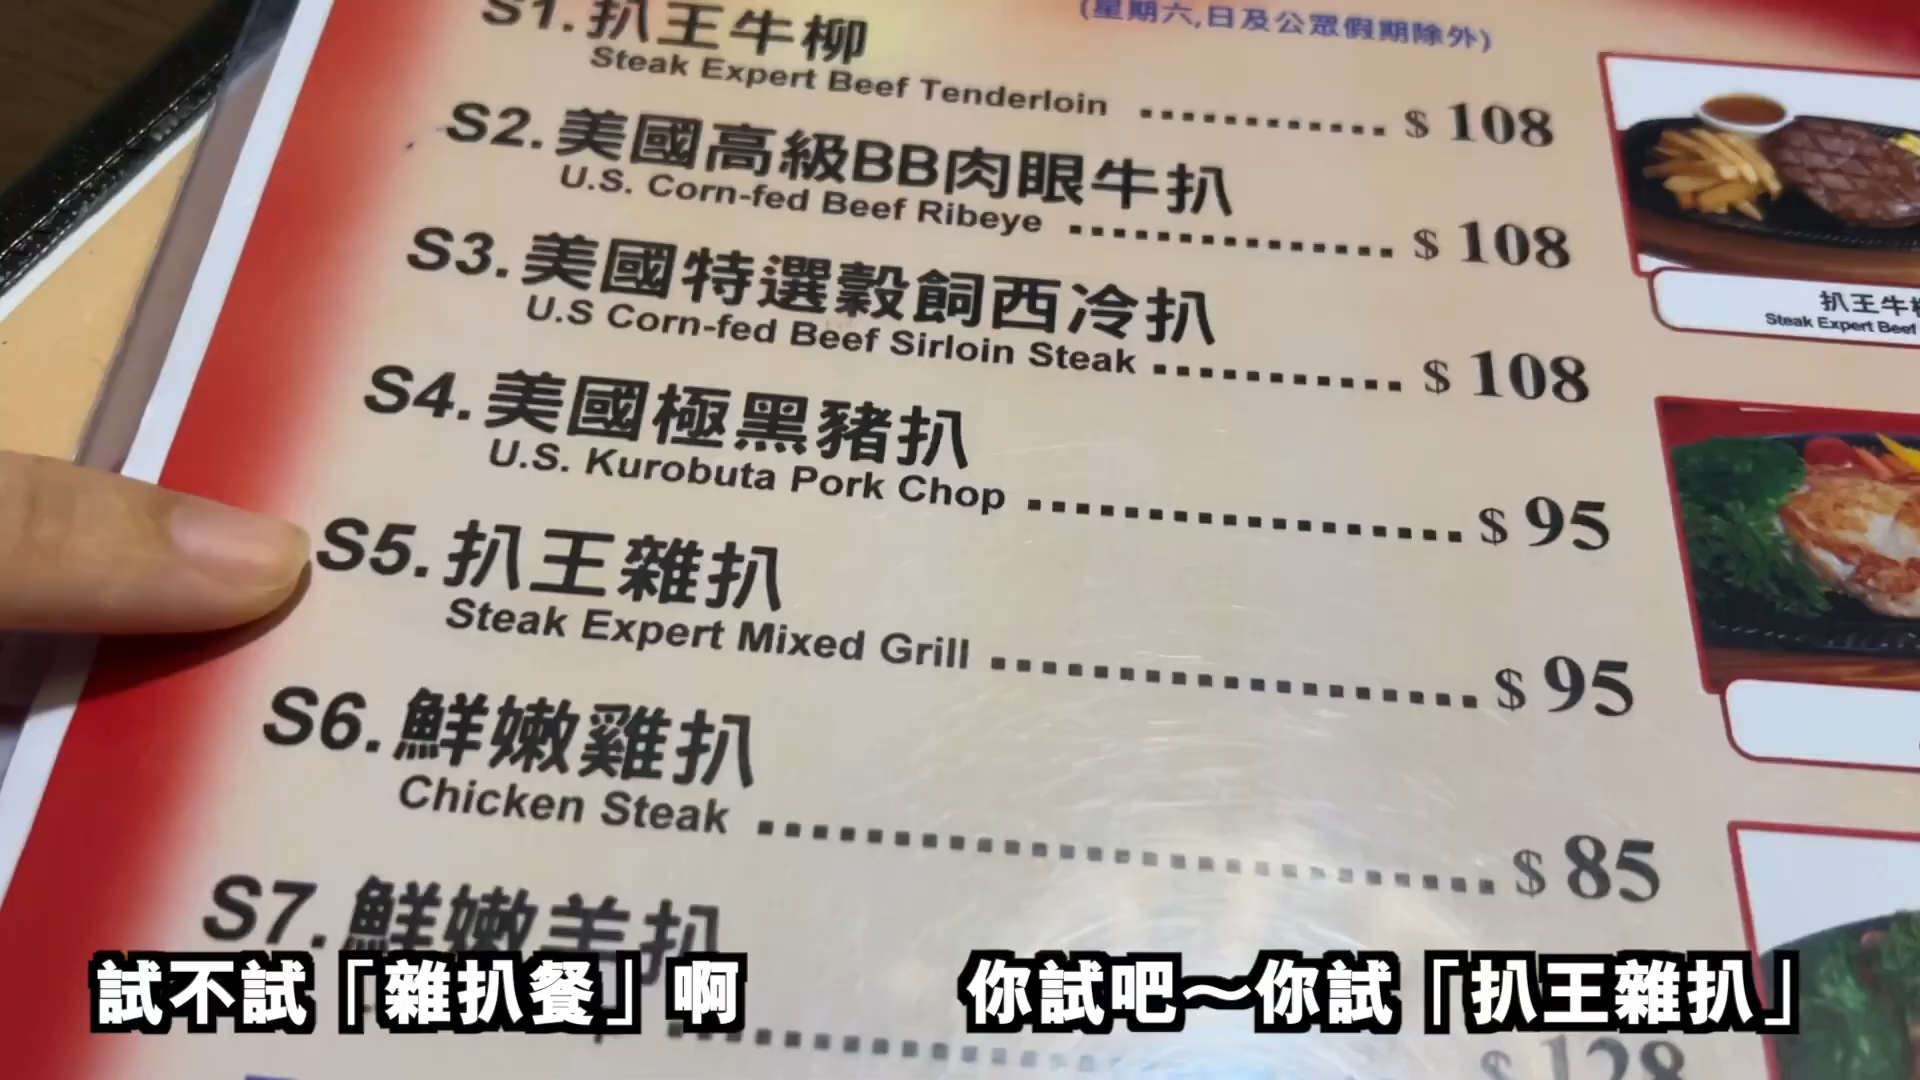 (星期六,日及公眾假期除外)
S1.扒王牛柳
Steak Expert Beef Tenderloin ............ $ 108
S2.美國高級BB肉眼牛扒
U.S. Corn-fed Beef Ribeye ............... $ 108
S3.美國特選穀飼西冷扒
U.S Corn-fed Beef Sirloin Steak ........... $ 108
S4.美國極黑豬扒
U.S. Kurobuta Pork Chop .................. $ 95
S5.扒王雜扒
Steak Expert Mixed Grill ................... $ 95
S6.鮮嫩雞扒
Chicken Steak ............................ $ 85
S7.鮮嫩羊扒
$ 128
扒王牛
Steak Expert Beef
試不試「雜扒餐」啊
你試吧～你試「扒王雜扒」